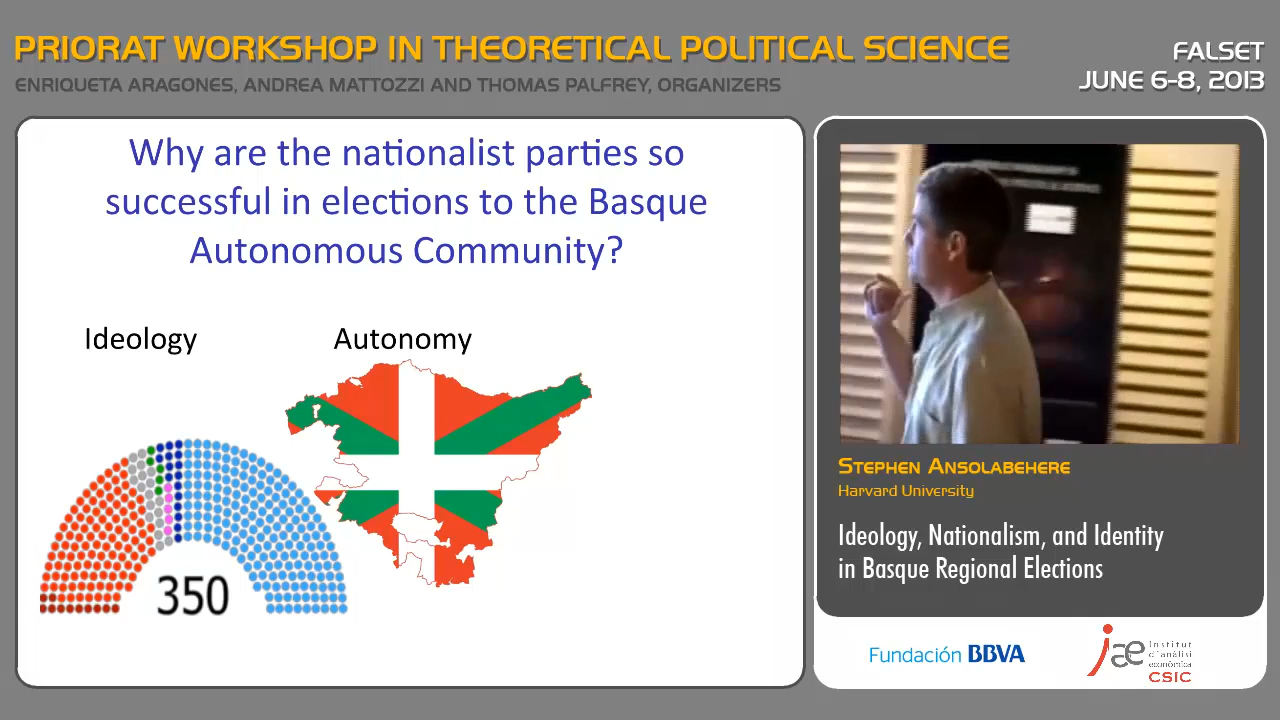 PRIORAT WORKSHOP IN THEORETICAL POLITICAL SCIENCE
ENRIQUETA ARAGONES, ANDREA MATTOZZI AND THOMAS PALFREY, ORGANIZERS
FALSET
JUNE 6-8, 2013
Why are the nationalist parties so
successful in elections to the Basque
Autonomous Community?
Ideology
Autonomy
350
STEPHEN ANSOLABEHERE
Harvard University
Ideology, Nationalism, and Identity
in Basque Regional Elections
Fundación BBVA
iae
Institut
d'anàlisi
econòmica
CSIC